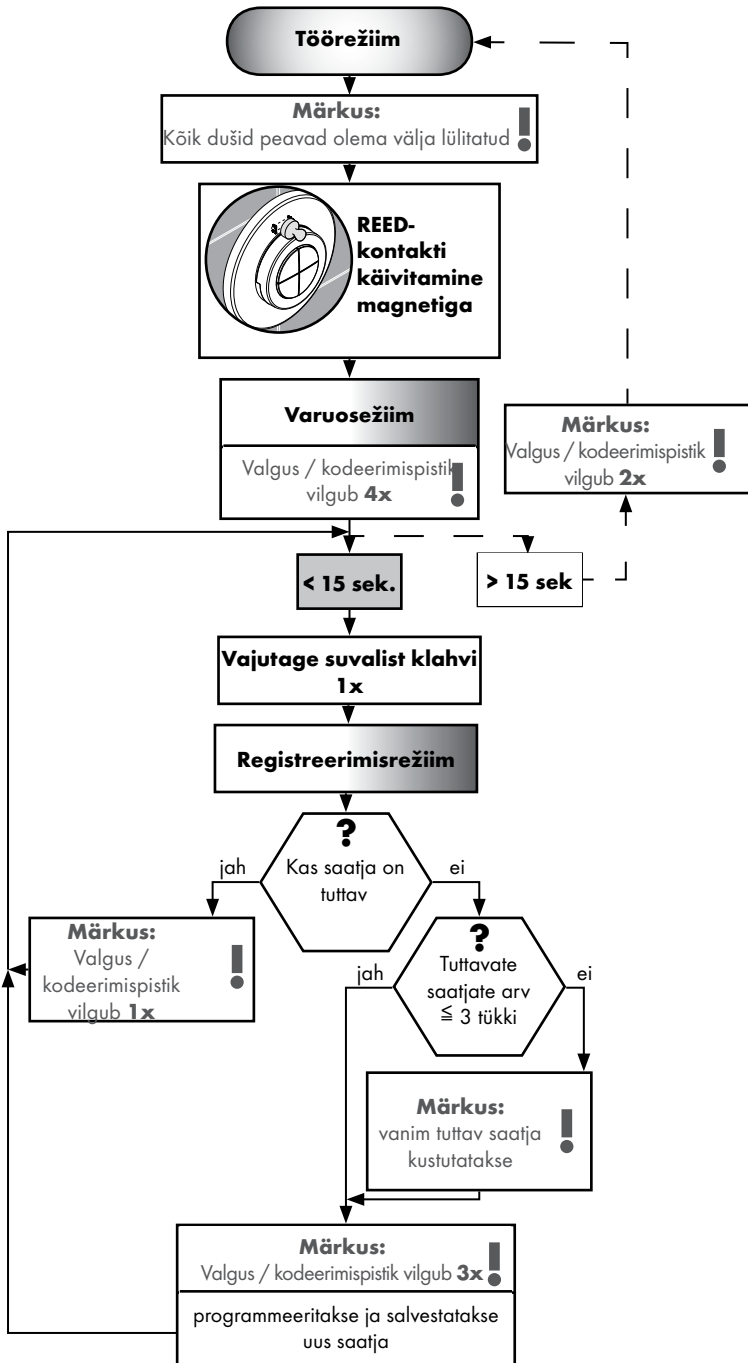 Töörežiim
Märkus:
Kõik dušid peavad olema välja lülitatud
REED-
kontakti
käivitamine
magnetiga
Varuosežiim
Valgus / kodeerimispistik
vilgub 4x
Märkus:
Valgus / kodeerimispistik
vilgub 2x
< 15 sek.
> 15 sek
Vajutage suvalist klahvi
1x
Registreerimisrežiim
?
Kas saatja on
tuttav
jah
ei
Märkus:
Valgus /
kodeerimispistik
vilgub 1x
?
Tuttavate
saatjate arv
≦ 3 tükki
jah
ei
Märkus:
vanim tuttav saatja
kustutatakse
Märkus:
Valgus / kodeerimispistik vilgub 3x
programmeeritakse ja salvestatakse
uus saatja